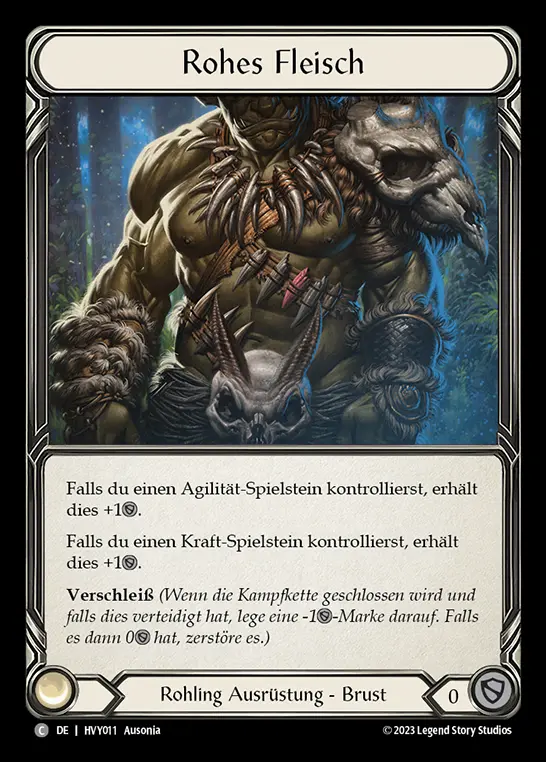 Rohes Fleisch
Falls du einen Agilität-Spielstein kontrollierst, erhält
dies +1.
Falls du einen Kraft-Spielstein kontrollierst, erhält
dies +1.
Verschleiß (Wenn die Kampfkette geschlossen wird und
falls dies verteidigt hat, lege eine -1-Marke darauf. Falls
es dann 0 hat, zerstöre es.)
Rohling Ausrüstung - Brust
0
C DE | HVY011 Ausonia
©2023 Legend Story Studios